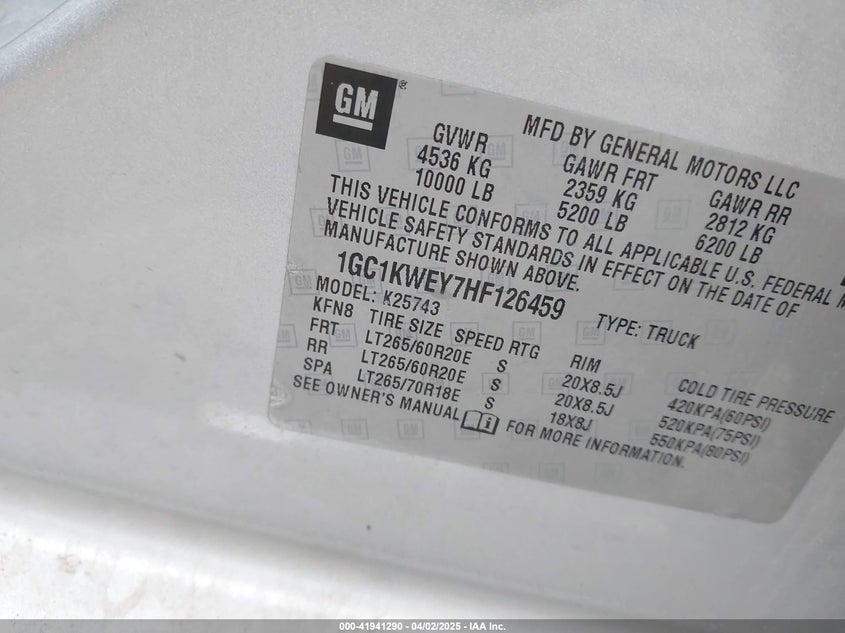 GM ®
MFD BY GENERAL MOTORS LLC
GVWR GAWR FRT GAWR RR
4536 KG 2359 KG 2812 KG
10000 LB 5200 LB 6200 LB
THIS VEHICLE CONFORMS TO ALL APPLICABLE U.S. FEDERAL M
VEHICLE SAFETY STANDARDS IN EFFECT ON THE DATE OF
MANUFACTURE SHOWN ABOVE.
1GC1KWEY7HF126459 TYPE: TRUCK
MODEL: K25743
KFN8 TIRE SIZE SPEED RTG RIM COLD TIRE PRESSURE
FRT LT265/60R20E S 20X8.5J 420KPA(60PSI)
RR LT265/60R20E S 20X8.5J 520KPA(75PSI)
SPA LT265/70R18E S 18X8J 550KPA(80PSI)
SEE OWNER'S MANUAL FOR MORE INFORMATION.
000-41941290 - 04/02/2025 - IAA Inc.